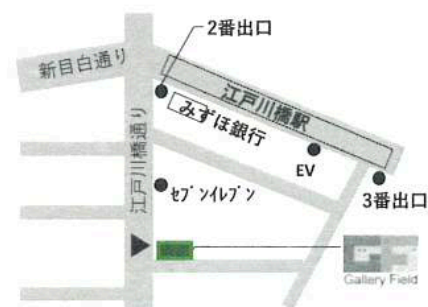 2番出口
新目白通り
江戸川橋駅
みずほ銀行
江戸川橋通り
EV
3番出口
セブンイレブン
Gallery Field